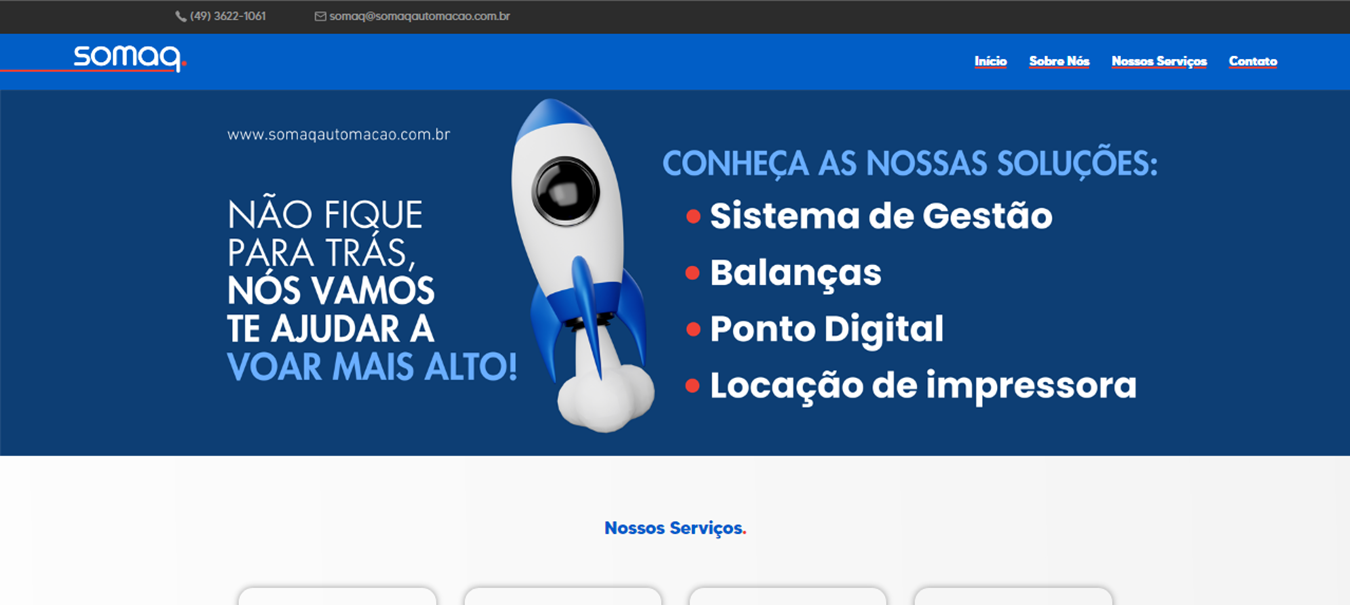 (49) 3622-1061
somaq@somaqautomacao.com.br
somaq.
Início
Sobre Nós
Nossos Serviços
Contato
www.somaqautomacao.com.br
NÃO FIQUE
PARA TRÁS,
NÓS VAMOS
TE AJUDAR A
VOAR MAIS ALTO!
CONHEÇA AS NOSSAS SOLUÇÕES:
Sistema de Gestão
Balanças
Ponto Digital
Locação de impressora
Nossos Serviços.